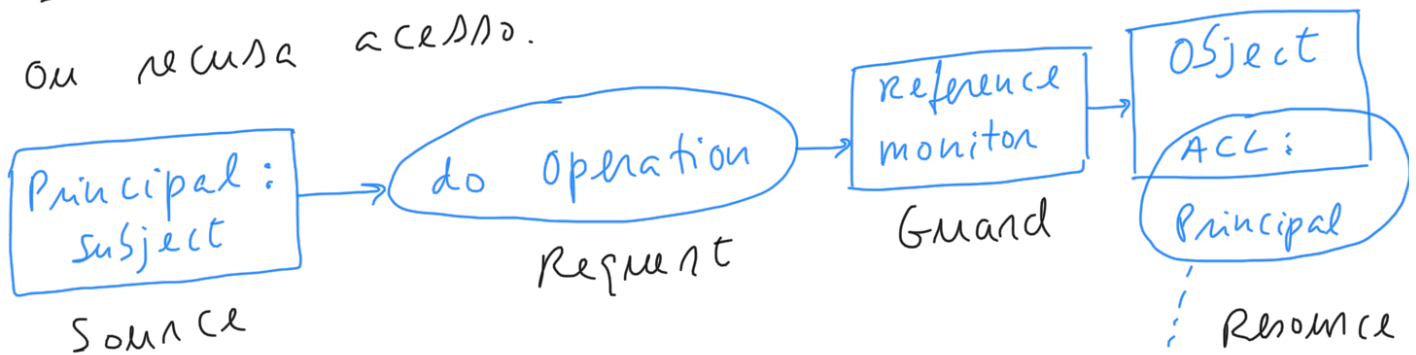 ou recusa acesso.
Principal:
subject
Source
do operation
Request
Reference
monitor
Guard
Object
ACL:
Principal
Resource